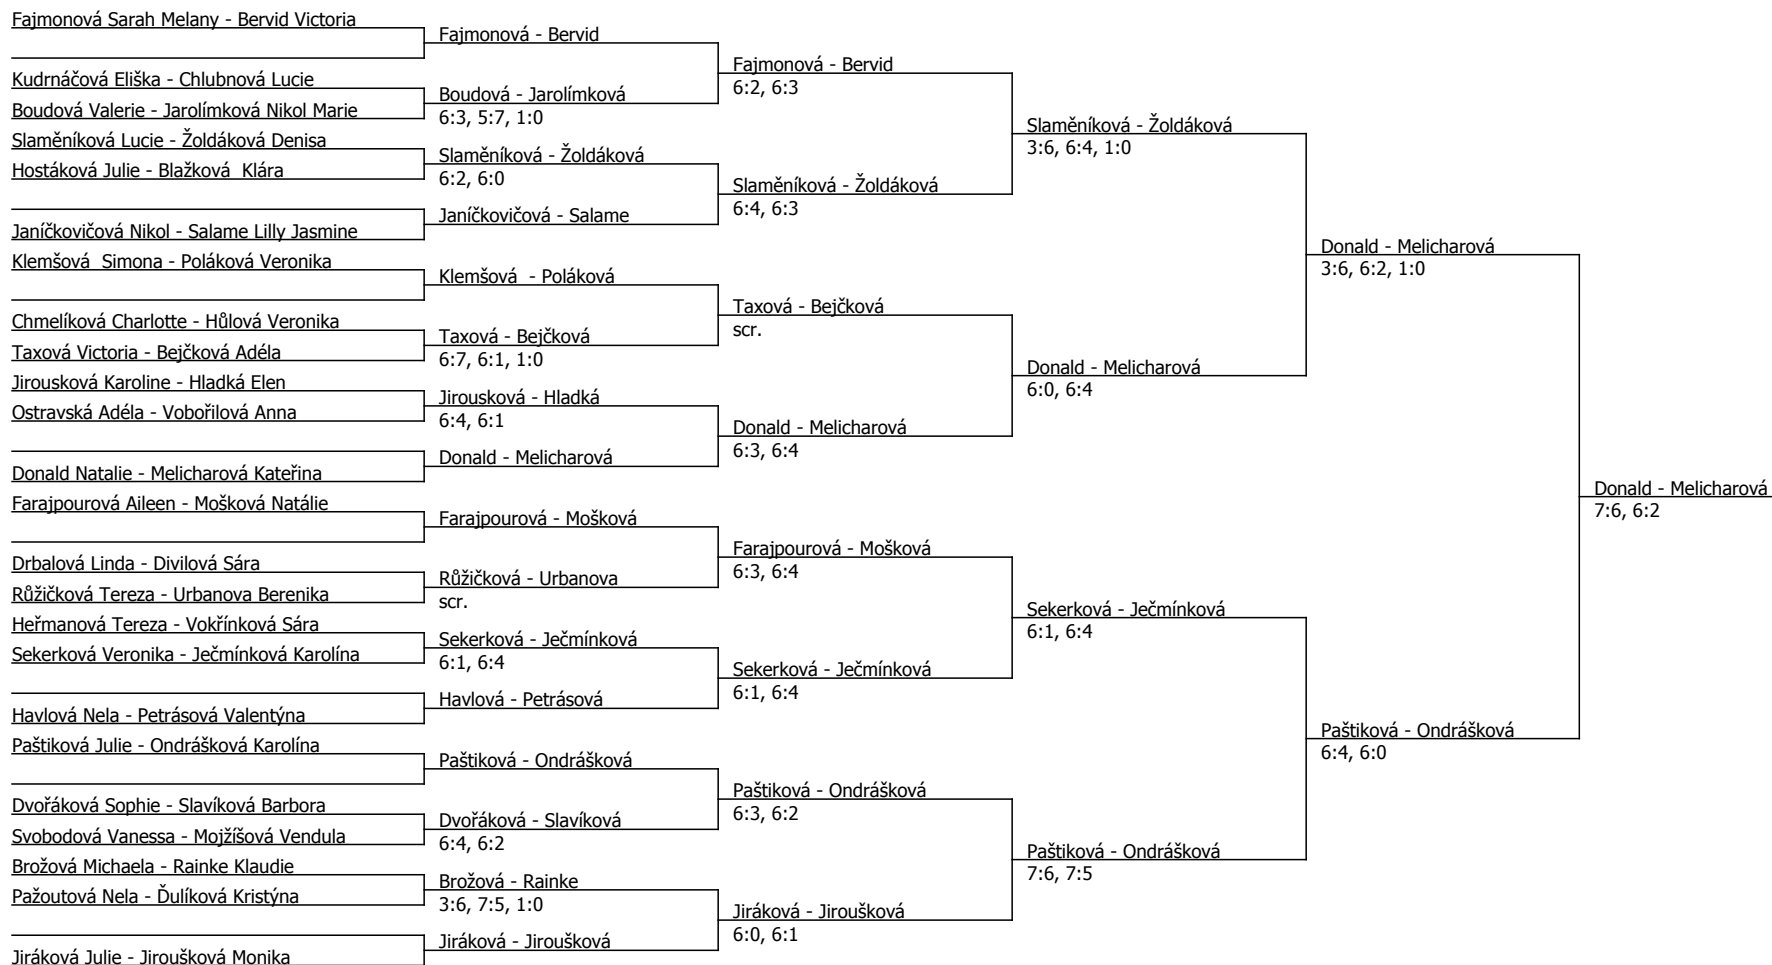 Fajmonová Sarah Melany - Bervid Victoria
Kudrnáčová Eliška - Chlubnová Lucie
Boudová Valerie - Jarolímková Nikol Marie
Slaměníková Lucie - Žoldáková Denisa
Hostáková Julie - Blažková  Klára
Janíčkovičová Nikol - Salame Lilly Jasmine
Klemšová  Simona - Poláková Veronika
Chmelíková Charlotte - Hůlová Veronika
Taxová Victoria - Bejčková Adéla
Jirousková Karoline - Hladká Elen
Ostravská Adéla - Vobořilová Anna
Donald Natalie - Melicharová Kateřina
Farajpourová Aileen - Mošková Natálie
Drbalová Linda - Divilová Sára
Růžičková Tereza - Urbanova Berenika
Heřmanová Tereza - Vokřínková Sára
Sekerková Veronika - Ječmínková Karolína
Havlová Nela - Petrásová Valentýna
Paštiková Julie - Ondrášková Karolína
Dvořáková Sophie - Slavíková Barbora
Svobodová Vanessa - Mojžíšová Vendula
Brožová Michaela - Rainke Klaudie
Pažoutová Nela - Ďulíková Kristýna
Jiráková Julie - Jiroušková Monika
Fajmonová - Bervid
Boudová - Jarolímková
6:3, 5:7, 1:0
Slaměníková - Žoldáková
6:2, 6:0
Janíčkovičová - Salame
Klemšová  - Poláková
Taxová - Bejčková
6:7, 6:1, 1:0
Jirousková - Hladká
6:4, 6:1
Donald - Melicharová
Farajpourová - Mošková
Růžičková - Urbanova
scr.
Sekerková - Ječmínková
6:1, 6:4
Havlová - Petrásová
Paštiková - Ondrášková
Dvořáková - Slavíková
6:4, 6:2
Brožová - Rainke
3:6, 7:5, 1:0
Jiráková - Jiroušková
Fajmonová - Bervid
6:2, 6:3
Slaměníková - Žoldáková
6:4, 6:3
Taxová - Bejčková
scr.
Donald - Melicharová
6:3, 6:4
Farajpourová - Mošková
6:3, 6:4
Sekerková - Ječmínková
6:1, 6:4
Paštiková - Ondrášková
6:3, 6:2
Jiráková - Jiroušková
6:0, 6:1
Slaměníková - Žoldáková
3:6, 6:4, 1:0
Donald - Melicharová
6:0, 6:4
Sekerková - Ječmínková
6:1, 6:4
Paštiková - Ondrášková
7:6, 7:5
Donald - Melicharová
3:6, 6:2, 1:0
Paštiková - Ondrášková
6:4, 6:0
Donald - Melicharová
7:6, 6:2